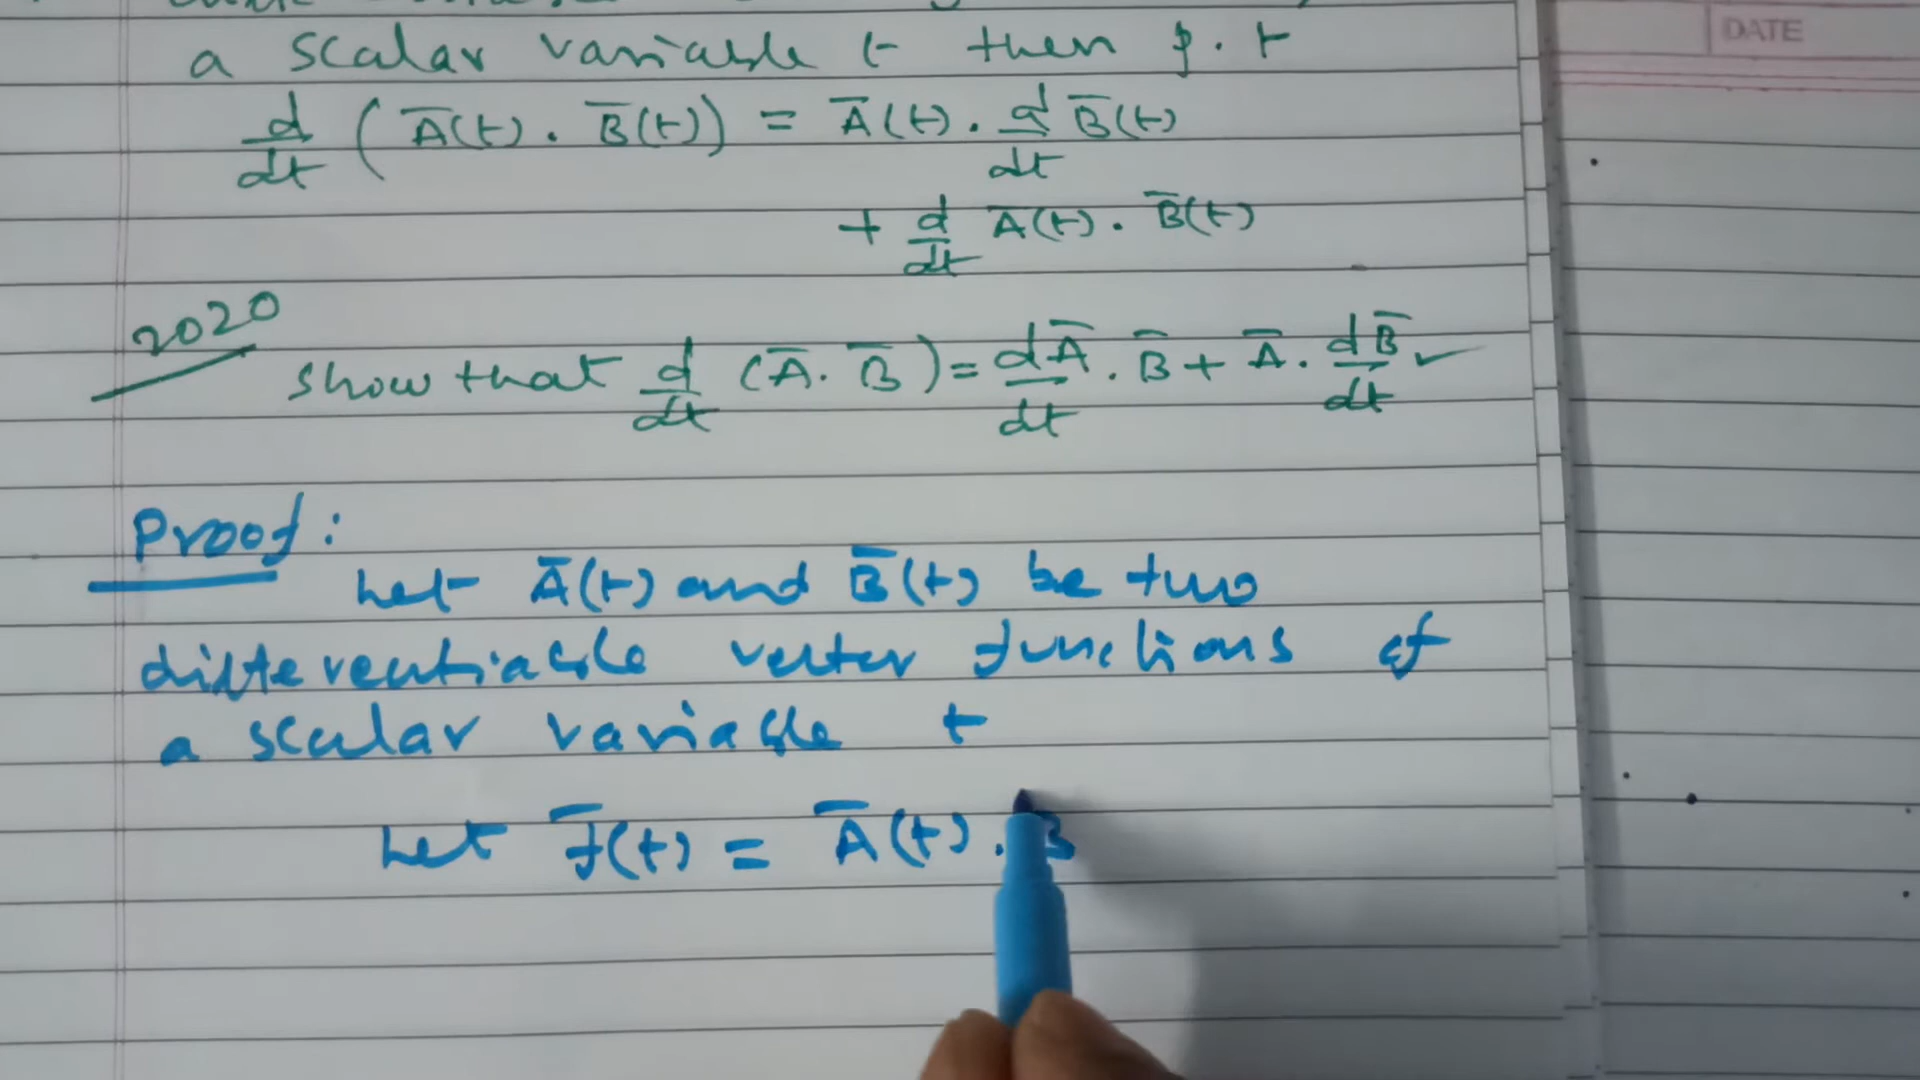 DATE
a scalar variable t then p.t
d/dt (A̅(t) . B̅(t)) = A̅(t) . d/dt B̅(t)
+ d/dt A̅(t) . B̅(t)
2020
show that d/dt (A̅ . B̅) = dA̅/dt . B̅ + A̅ . dB̅/dt ✓
Proof:
Let A̅(t) and B̅(t) be two
differentiable vector functions of
a scalar variable t
Let f̅(t) = A̅(t) . B